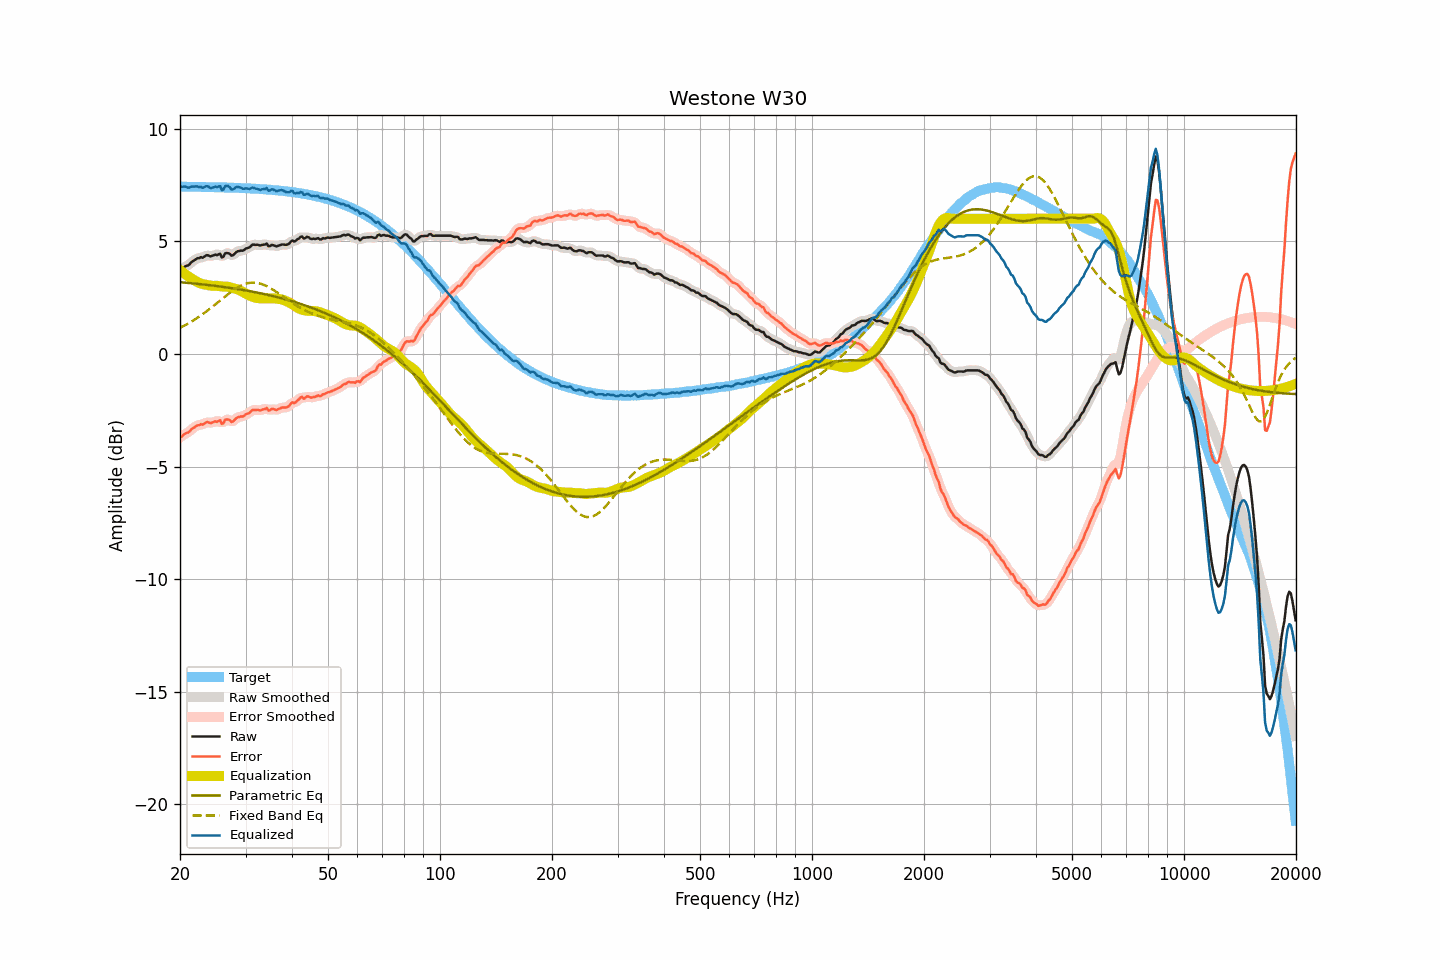 Westone W30
10
5
0
−5
−10
−15
−20
Amplitude (dBr)
Target
Raw Smoothed
Error Smoothed
Raw
Error
Equalization
Parametric Eq
Fixed Band Eq
Equalized
20 50 100 200 500 1000 2000 5000 10000 20000
Frequency (Hz)